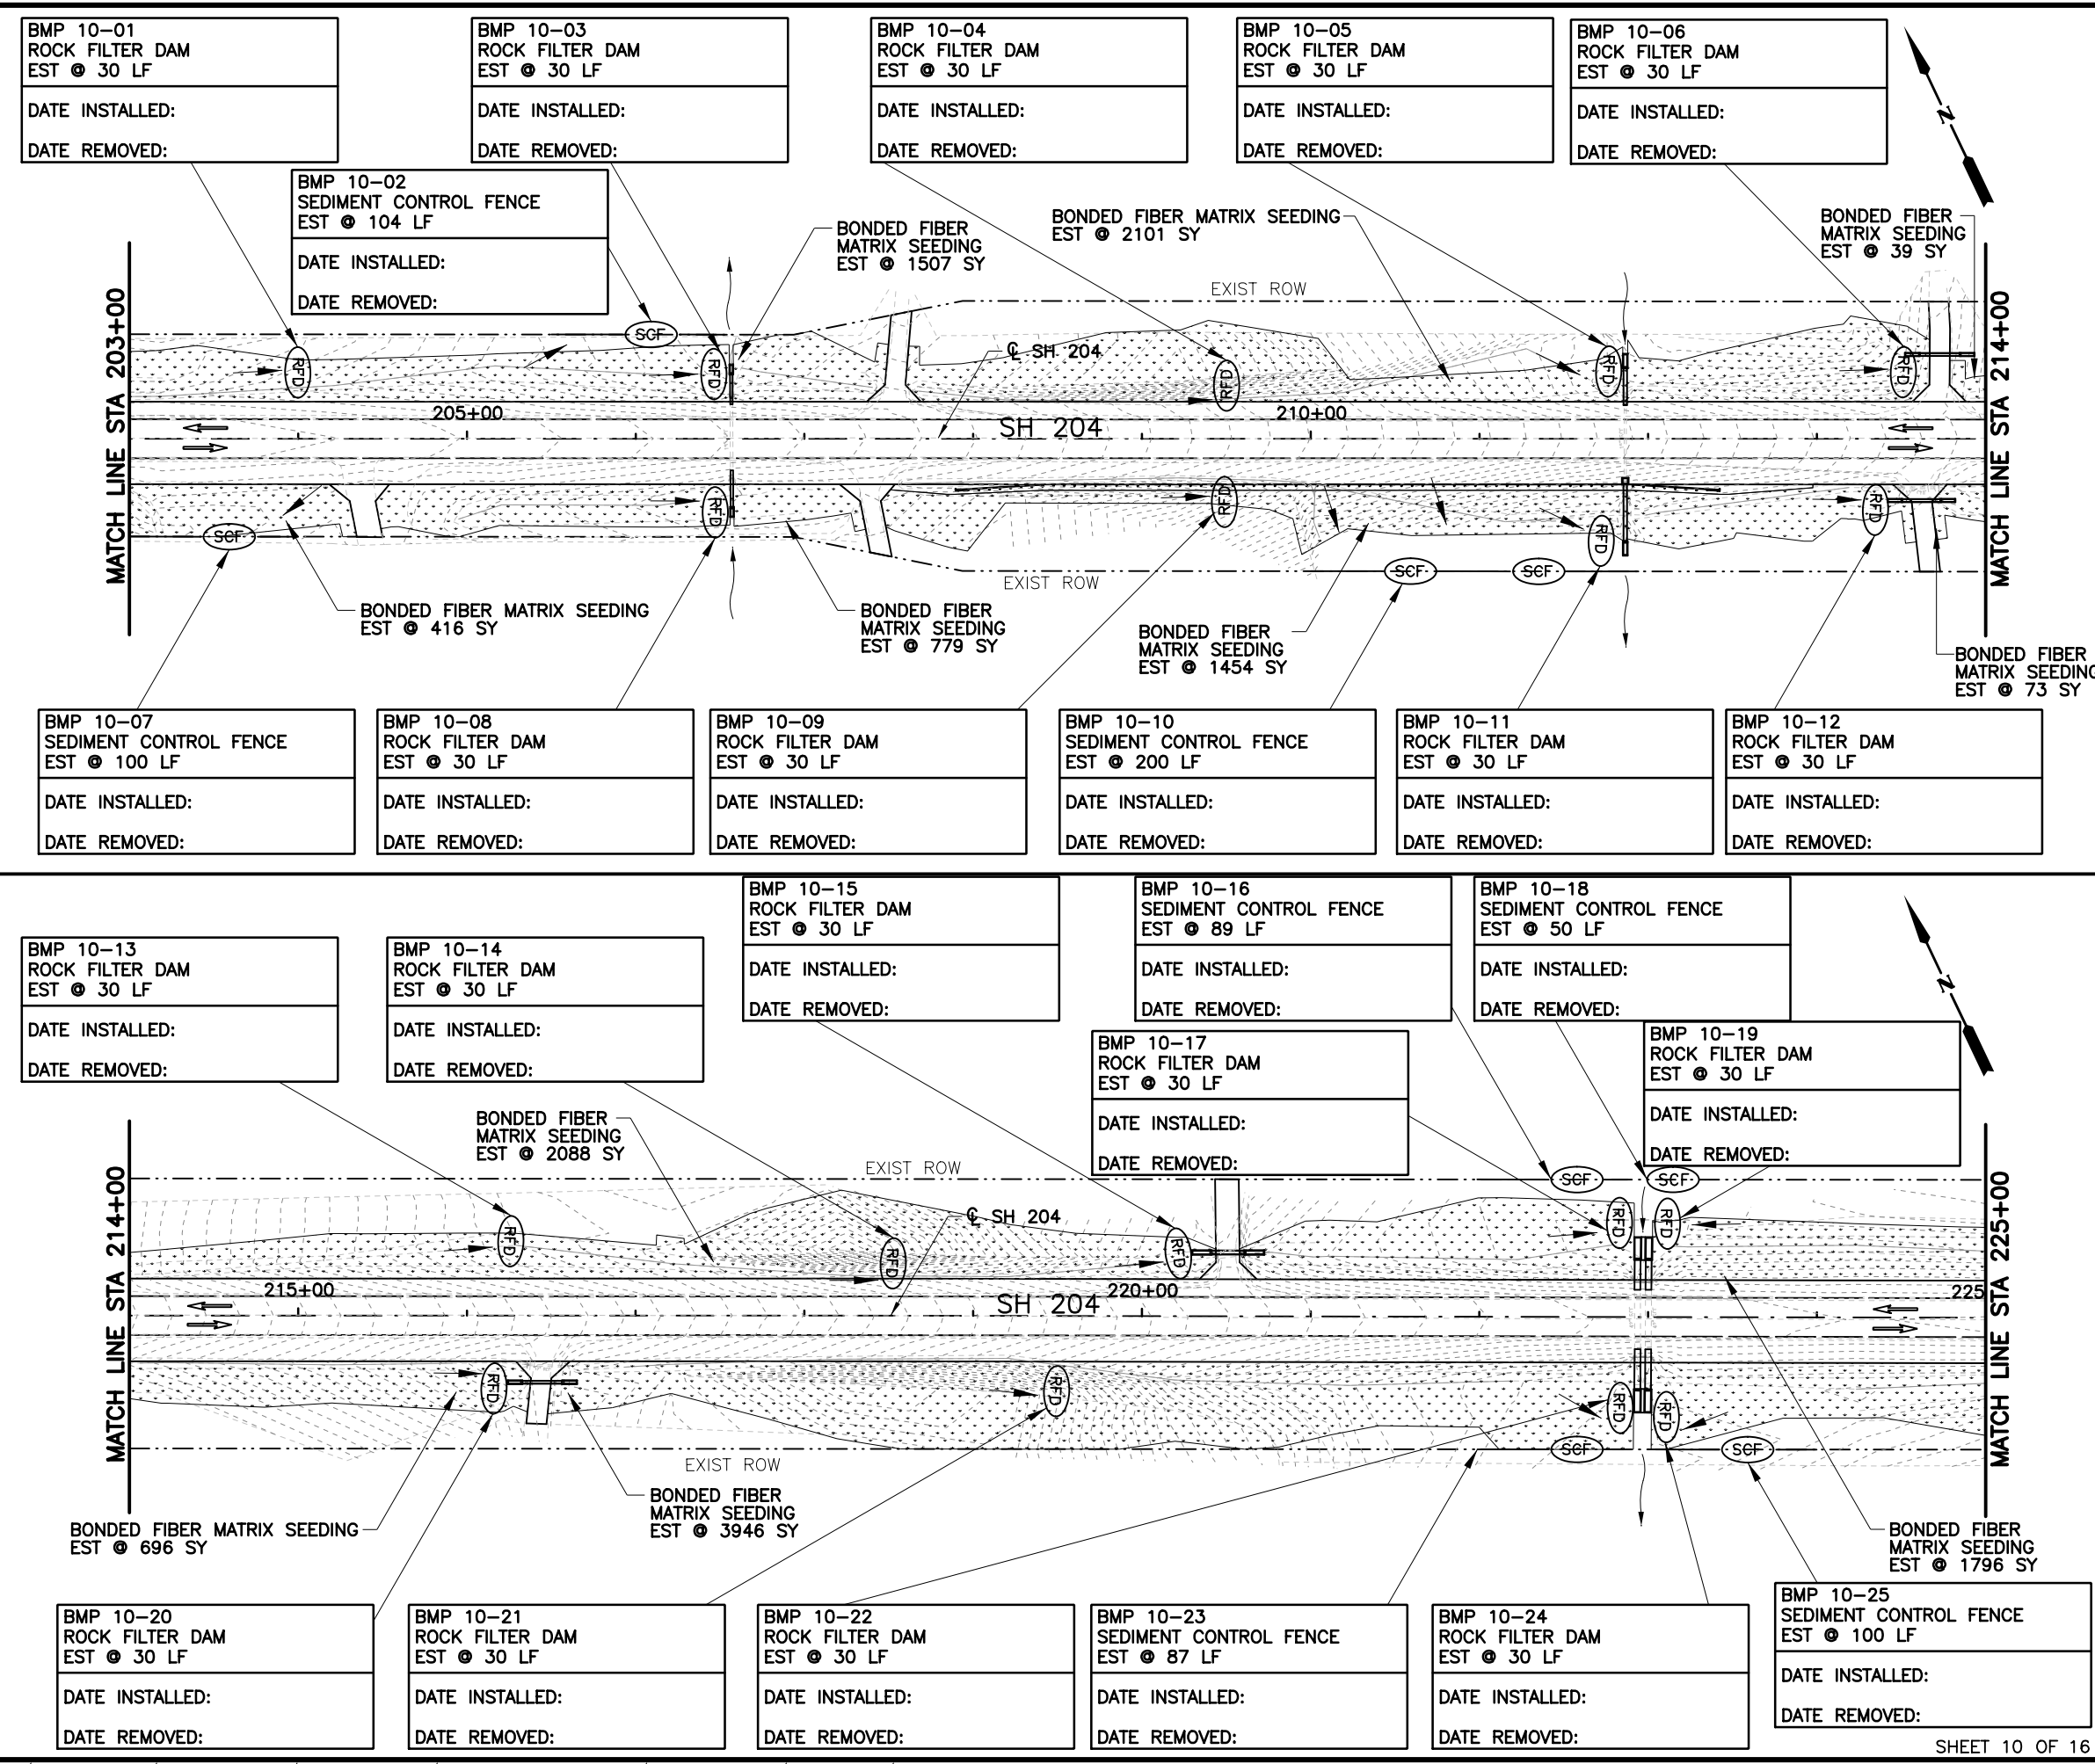 BMP 10-01
ROCK FILTER DAM
EST @ 30 LF
DATE INSTALLED:
DATE REMOVED:
BMP 10-03
ROCK FILTER DAM
EST @ 30 LF
DATE INSTALLED:
DATE REMOVED:
BMP 10-04
ROCK FILTER DAM
EST @ 30 LF
DATE INSTALLED:
DATE REMOVED:
BMP 10-05
ROCK FILTER DAM
EST @ 30 LF
DATE INSTALLED:
DATE REMOVED:
BMP 10-06
ROCK FILTER DAM
EST @ 30 LF
DATE INSTALLED:
DATE REMOVED:
N
BMP 10-02
SEDIMENT CONTROL FENCE
EST @ 104 LF
DATE INSTALLED:
DATE REMOVED:
BONDED FIBER
MATRIX SEEDING
EST @ 1507 SY
BONDED FIBER MATRIX SEEDING
EST @ 2101 SY
BONDED FIBER
MATRIX SEEDING
EST @ 39 SY
EXIST ROW
MATCH LINE STA 203+00
SCF
RFD
RFD
℄ SH 204
RFD
RFD
RFD
205+00
SH 204
210+00
MATCH LINE STA 214+00
SCF
RFD
RFD
RFD
RFD
SCF
SCF
EXIST ROW
BONDED FIBER MATRIX SEEDING
EST @ 416 SY
BONDED FIBER
MATRIX SEEDING
EST @ 779 SY
BONDED FIBER
MATRIX SEEDING
EST @ 1454 SY
BONDED FIBER
MATRIX SEEDING
EST @ 73 SY
BMP 10-07
SEDIMENT CONTROL FENCE
EST @ 100 LF
DATE INSTALLED:
DATE REMOVED:
BMP 10-08
ROCK FILTER DAM
EST @ 30 LF
DATE INSTALLED:
DATE REMOVED:
BMP 10-09
ROCK FILTER DAM
EST @ 30 LF
DATE INSTALLED:
DATE REMOVED:
BMP 10-10
SEDIMENT CONTROL FENCE
EST @ 200 LF
DATE INSTALLED:
DATE REMOVED:
BMP 10-11
ROCK FILTER DAM
EST @ 30 LF
DATE INSTALLED:
DATE REMOVED:
BMP 10-12
ROCK FILTER DAM
EST @ 30 LF
DATE INSTALLED:
DATE REMOVED:
BMP 10-13
ROCK FILTER DAM
EST @ 30 LF
DATE INSTALLED:
DATE REMOVED:
BMP 10-14
ROCK FILTER DAM
EST @ 30 LF
DATE INSTALLED:
DATE REMOVED:
BMP 10-15
ROCK FILTER DAM
EST @ 30 LF
DATE INSTALLED:
DATE REMOVED:
BMP 10-16
SEDIMENT CONTROL FENCE
EST @ 89 LF
DATE INSTALLED:
DATE REMOVED:
BMP 10-18
SEDIMENT CONTROL FENCE
EST @ 50 LF
DATE INSTALLED:
DATE REMOVED:
N
BMP 10-17
ROCK FILTER DAM
EST @ 30 LF
DATE INSTALLED:
DATE REMOVED:
BMP 10-19
ROCK FILTER DAM
EST @ 30 LF
DATE INSTALLED:
DATE REMOVED:
BONDED FIBER
MATRIX SEEDING
EST @ 2088 SY
EXIST ROW
SCF
SCF
MATCH LINE STA 214+00
RFD
RFD
℄ SH 204
RFD
RFD
RFD
215+00
SH 204
220+00
225
MATCH LINE STA 225+00
RFD
RFD
RFD
RFD
SCF
SCF
EXIST ROW
BONDED FIBER MATRIX SEEDING
EST @ 696 SY
BONDED FIBER
MATRIX SEEDING
EST @ 3946 SY
BONDED FIBER
MATRIX SEEDING
EST @ 1796 SY
BMP 10-20
ROCK FILTER DAM
EST @ 30 LF
DATE INSTALLED:
DATE REMOVED:
BMP 10-21
ROCK FILTER DAM
EST @ 30 LF
DATE INSTALLED:
DATE REMOVED:
BMP 10-22
ROCK FILTER DAM
EST @ 30 LF
DATE INSTALLED:
DATE REMOVED:
BMP 10-23
SEDIMENT CONTROL FENCE
EST @ 87 LF
DATE INSTALLED:
DATE REMOVED:
BMP 10-24
ROCK FILTER DAM
EST @ 30 LF
DATE INSTALLED:
DATE REMOVED:
BMP 10-25
SEDIMENT CONTROL FENCE
EST @ 100 LF
DATE INSTALLED:
DATE REMOVED:
SHEET 10 OF 16